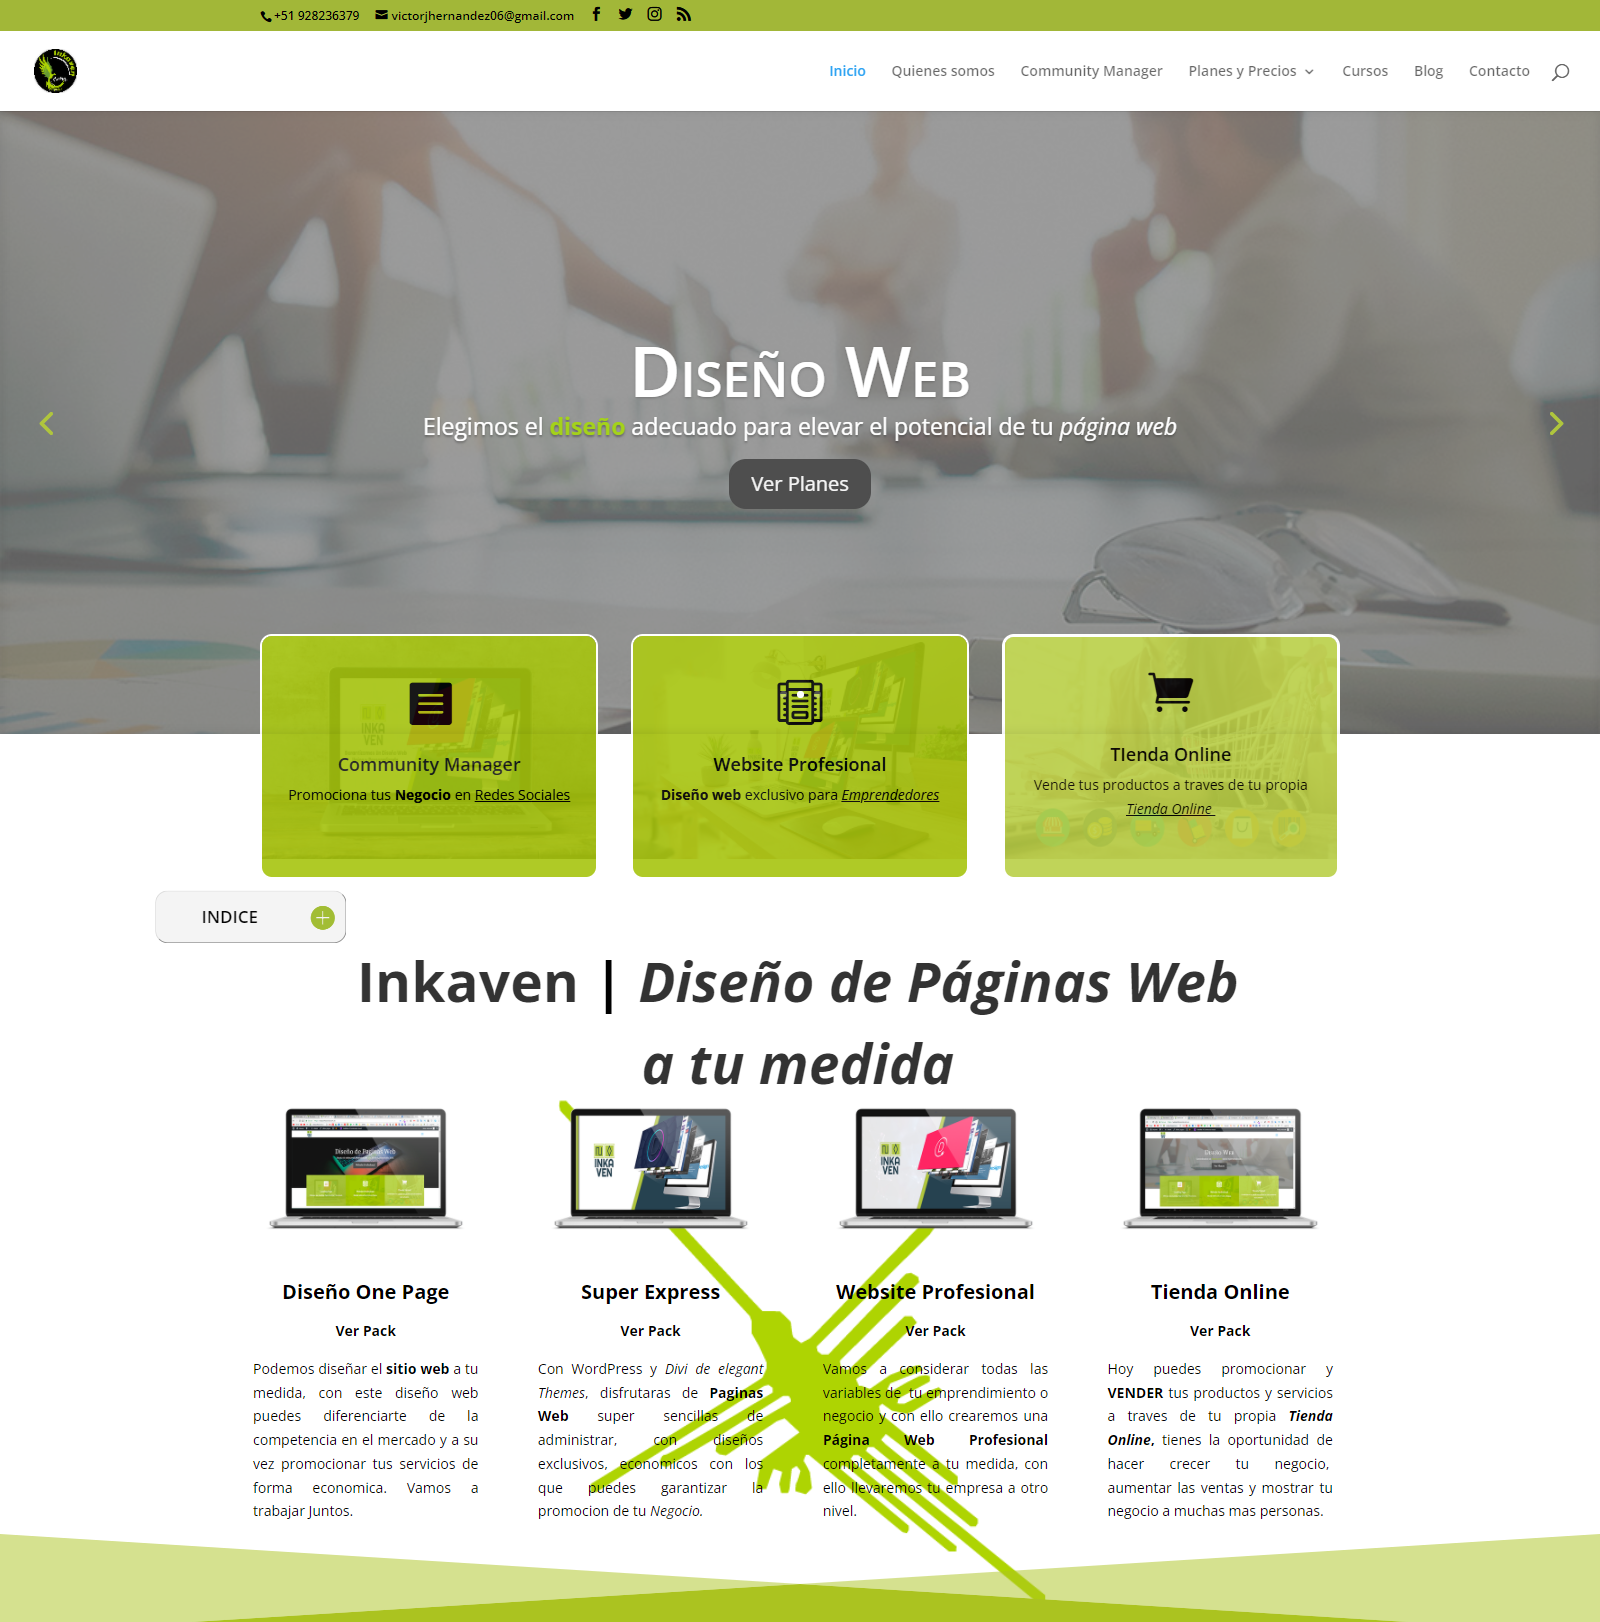 +51 928236379 victorjhernandez06@gmail.com
Inicio Quienes somos Community Manager Planes y Precios Cursos Blog Contacto
Diseño Web
Elegimos el diseño adecuado para elevar el potencial de tu página web
Ver Planes
Community Manager
Promociona tus Negocio en Redes Sociales
Website Profesional
Diseño web exclusivo para Emprendedores
TIenda Online
Vende tus productos a traves de tu propia
Tienda Online
INDICE
Inkaven | Diseño de Páginas Web
a tu medida
Diseño de Paginas Web
INKA
VEN
INKA
VEN
Diseño Web
Diseño One Page
Ver Pack
Podemos diseñar el sitio web a tu
medida, con este diseño web
puedes diferenciarte de la
competencia en el mercado y a su
vez promocionar tus servicios de
forma economica. Vamos a
trabajar Juntos.
Super Express
Ver Pack
Con WordPress y Divi de elegant
Themes, disfrutaras de Paginas
Web super sencillas de
administrar, con diseños
exclusivos, economicos con los
que puedes garantizar la
promocion de tu Negocio.
Website Profesional
Ver Pack
Vamos a considerar todas las
variables de tu emprendimiento o
negocio y con ello crearemos una
Página Web Profesional
completamente a tu medida, con
ello llevaremos tu empresa a otro
nivel.
Tienda Online
Ver Pack
Hoy puedes promocionar y
VENDER tus productos y servicios
a traves de tu propia Tienda
Online, tienes la oportunidad de
hacer crecer tu negocio,
aumentar las ventas y mostrar tu
negocio a muchas mas personas.